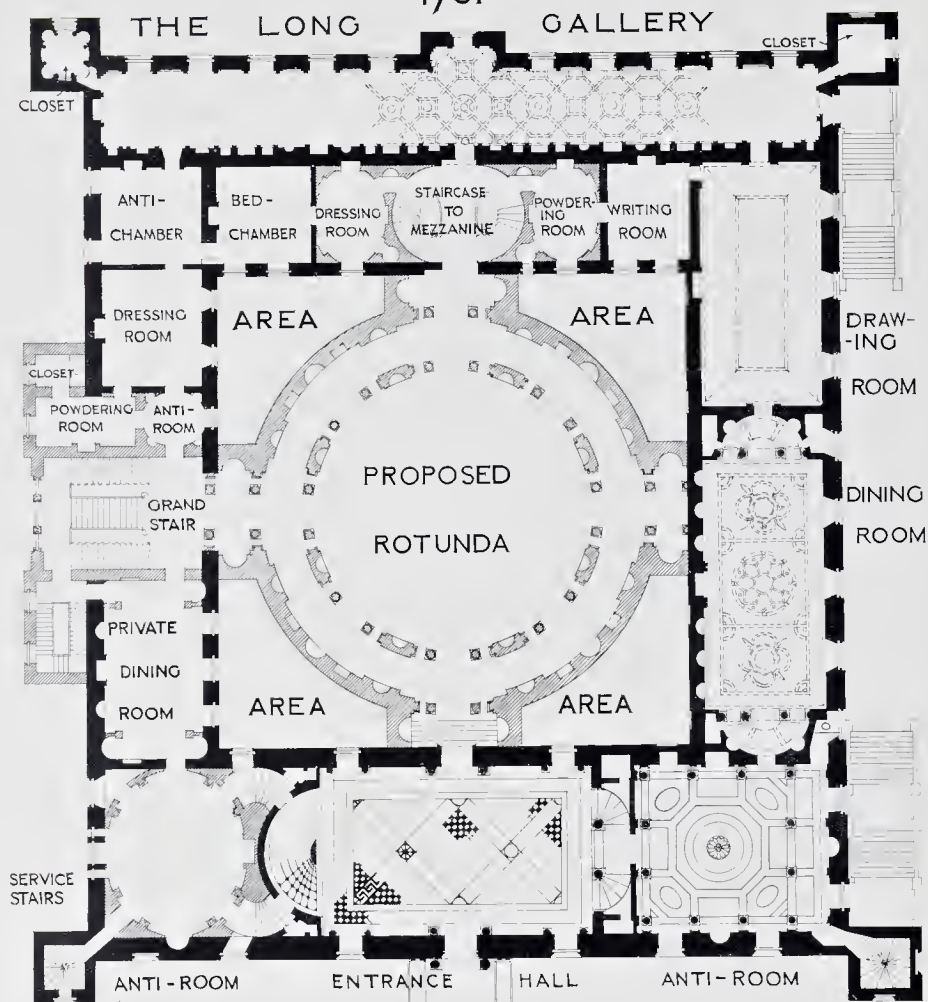 THE LONG GALLERY
CLOSET
CLOSET
ANTI-
CHAMBER
BED-
CHAMBER
DRESSING
ROOM
STAIRCASE
TO
MEZZANINE
POWDER-
ING
ROOM
WRITING
ROOM
DRESSING
ROOM
AREA
AREA
DRAW-
-ING
ROOM
CLOSET
POWDERING
ROOM
ANTI-
ROOM
GRAND
STAIR
PROPOSED
ROTUNDA
DINING
ROOM
PRIVATE
DINING
ROOM
AREA
AREA
SERVICE
STAIRS
ANTI-ROOM
ENTRANCE HALL
ANTI-ROOM